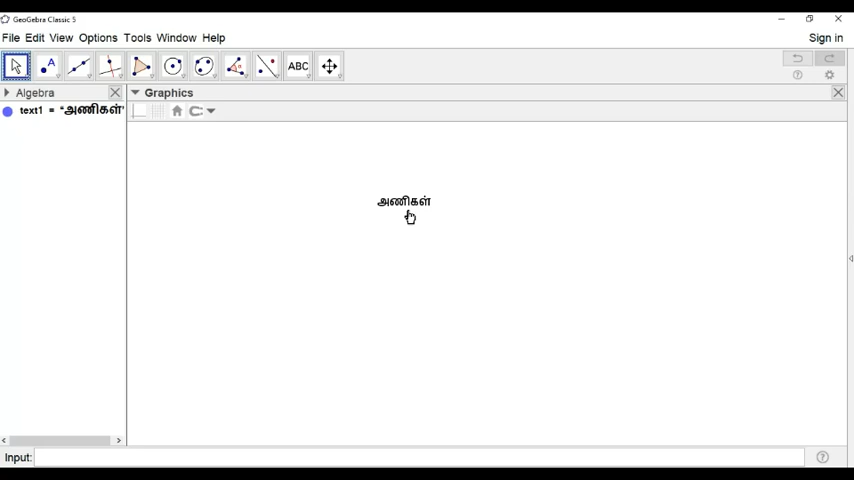 GeoGebra Classic 5
File Edit View Options Tools Window Help
Sign in
A
ABC
Algebra
Graphics
text1 = “அணிகள்”
அணிகள்
Input: